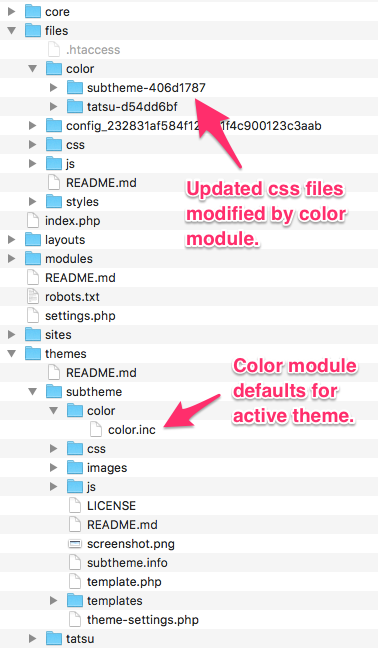 core
files
.htaccess
color
subtheme-406d1787
tatsu-d54dd6bf
css
js
README.md
styles
index.php
Updated css files
modified by color
module.
layouts
modules
README.md
robots.txt
settings.php
sites
themes
README.md
subtheme
color
color.inc
Color module
defaults for
active theme.
css
images
js
LICENSE
README.md
screenshot.png
subtheme.info
template.php
templates
theme-settings.php
tatsu